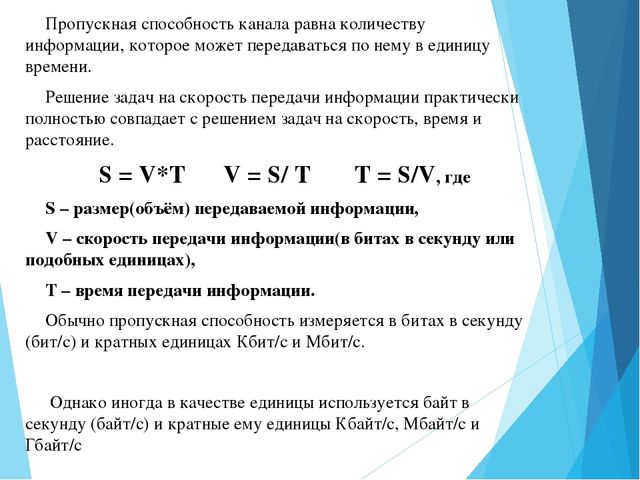 Пропускная способность канала равна количеству
информации, которое может передаваться по нему в единицу
времени.
Решение задач на скорость передачи информации практически
полностью совпадает с решением задач на скорость, время и
расстояние.
S = V*T V = S/ T T = S/V, где
S – размер(объём) передаваемой информации,
V – скорость передачи информации(в битах в секунду или
подобных единицах),
T – время передачи информации.
Обычно пропускная способность измеряется в битах в секунду
(бит/с) и кратных единицах Кбит/с и Мбит/с.
Однако иногда в качестве единицы используется байт в
секунду (байт/с) и кратные ему единицы Кбайт/с, Мбайт/с и
Гбайт/с